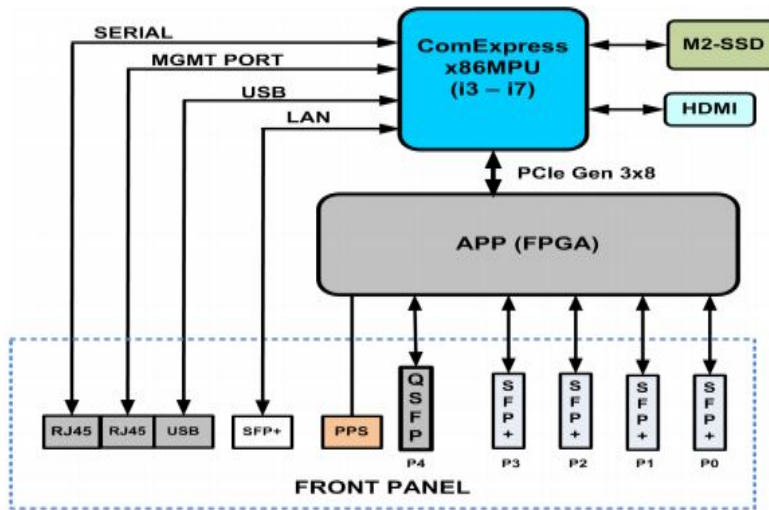 SERIAL
MGMT PORT
USB
LAN
ComExpress
x86MPU
(i3 – i7)
M2-SSD
HDMI
PCIe Gen 3x8
APP (FPGA)
RJ45
RJ45
USB
SFP+
PPS
QSFP
SFP+
SFP+
SFP+
SFP+
P4
P3
P2
P1
P0
FRONT PANEL